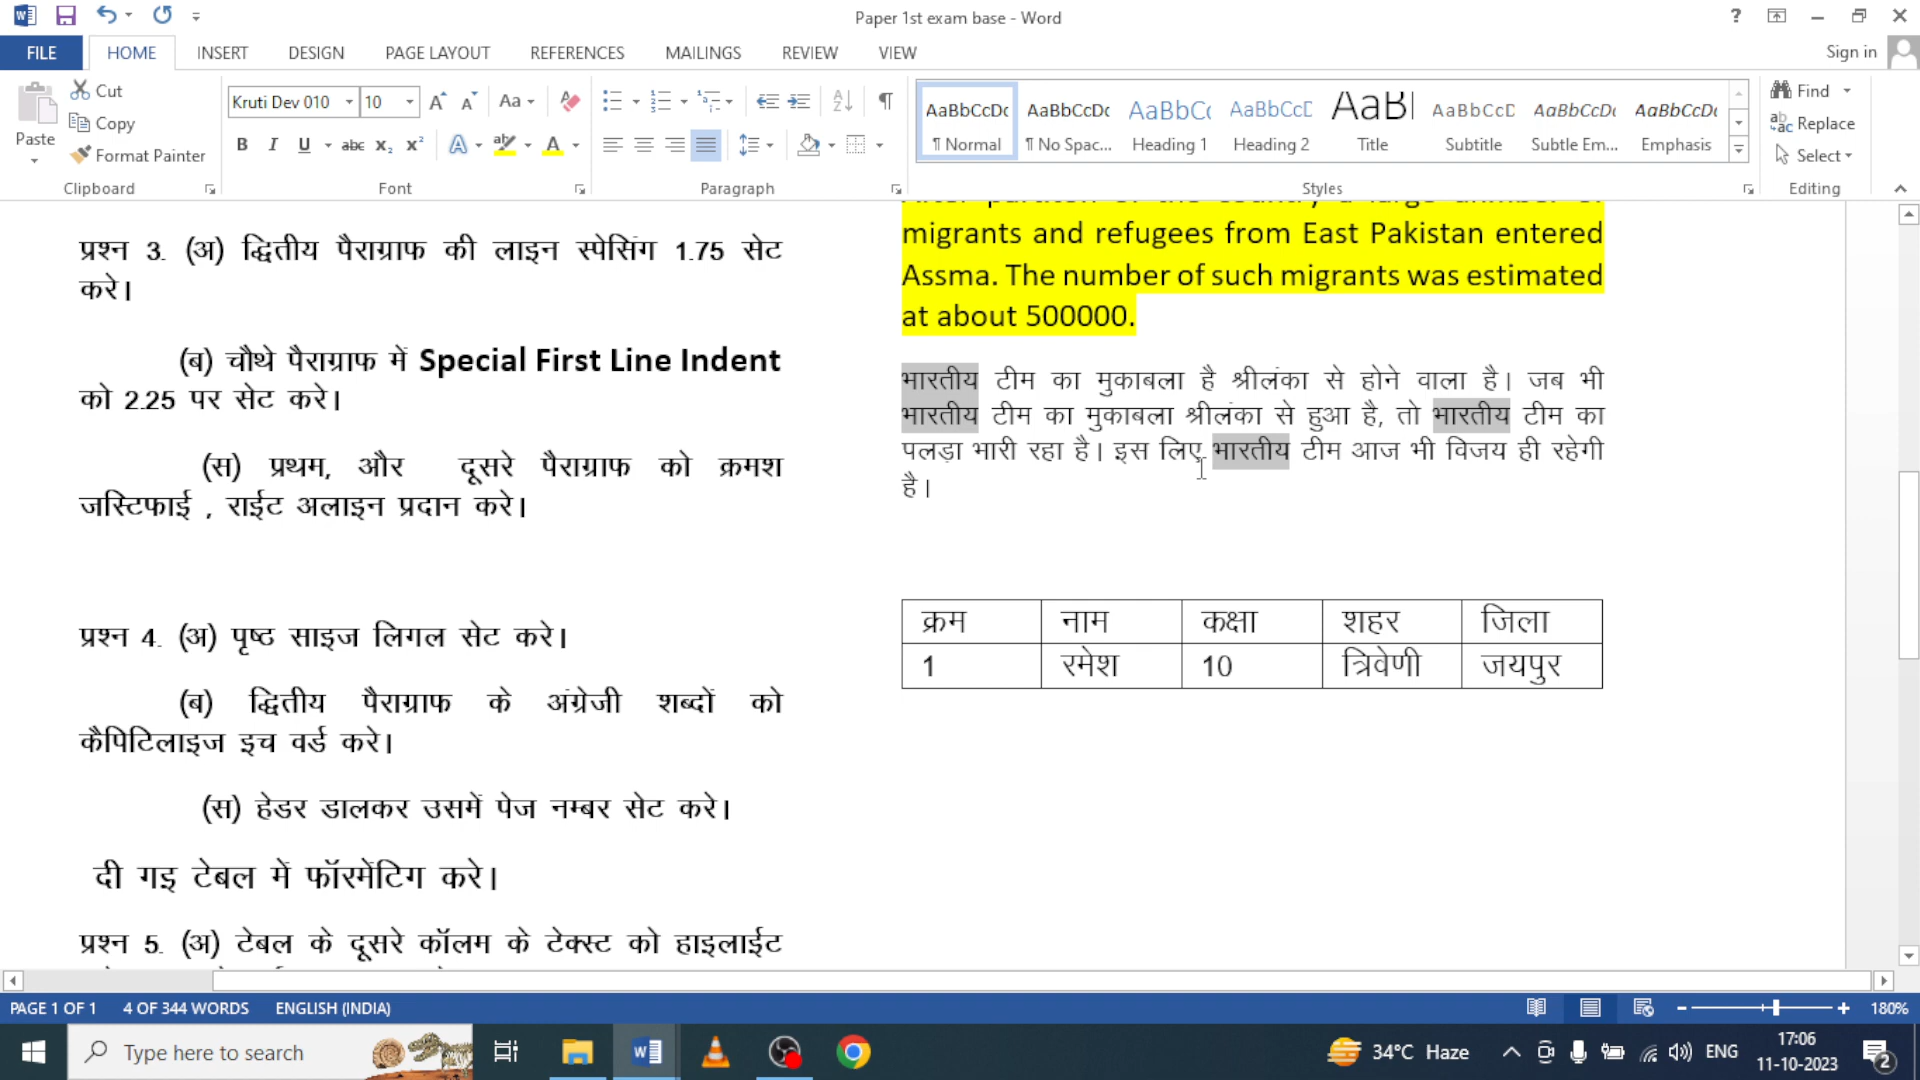 Paper 1st exam base - Word
FILE HOME INSERT DESIGN PAGE LAYOUT REFERENCES MAILINGS REVIEW VIEW Sign in
Paste
Cut
Copy
Format Painter
Clipboard
Kruti Dev 010 10
Font
Paragraph
AaBbCcDc AaBbCcDc AaBbC AaBbCcD AaB AaBbCcD AaBbCcDc AaBbCcDc
¶ Normal ¶ No Spac... Heading 1 Heading 2 Title Subtitle Subtle Em... Emphasis
Styles
Find
Replace
Select
Editing
प्रश्न 3. (अ) द्वितीय पैराग्राफ की लाइन स्पेसिंग 1.75 सेट
करे।
(ब) चौथे पैराग्राफ में Special First Line Indent
को 2.25 पर सेट करे।
(स) प्रथम, और दूसरे पैराग्राफ को क्रमश
जस्टिफाई , राईट अलाइन प्रदान करे।
प्रश्न 4. (अ) पृष्ठ साइज लिगल सेट करे।
(ब) द्वितीय पैराग्राफ के अंग्रेजी शब्दों को
कैपिटिलाइज इच वर्ड करे।
(स) हेडर डालकर उसमें पेज नम्बर सेट करे।
दी गइ टेबल में फॉरमेंटिग करे।
प्रश्न 5. (अ) टेबल के दूसरे कॉलम के टेक्स्ट को हाइलाईट
migrants and refugees from East Pakistan entered
Assma. The number of such migrants was estimated
at about 500000.
भारतीय टीम का मुकाबला है श्रीलंका से होने वाला है। जब भी
भारतीय टीम का मुकाबला श्रीलंका से हुआ है, तो भारतीय टीम का
पलड़ा भारी रहा है। इस लिए भारतीय टीम आज भी विजय ही रहेगी
है।
क्रम नाम कक्षा शहर जिला
1 रमेश 10 त्रिवेणी जयपुर
PAGE 1 OF 1 4 OF 344 WORDS ENGLISH (INDIA) 180%
Type here to search
34°C Haze ENG
17:06
11-10-2023
2